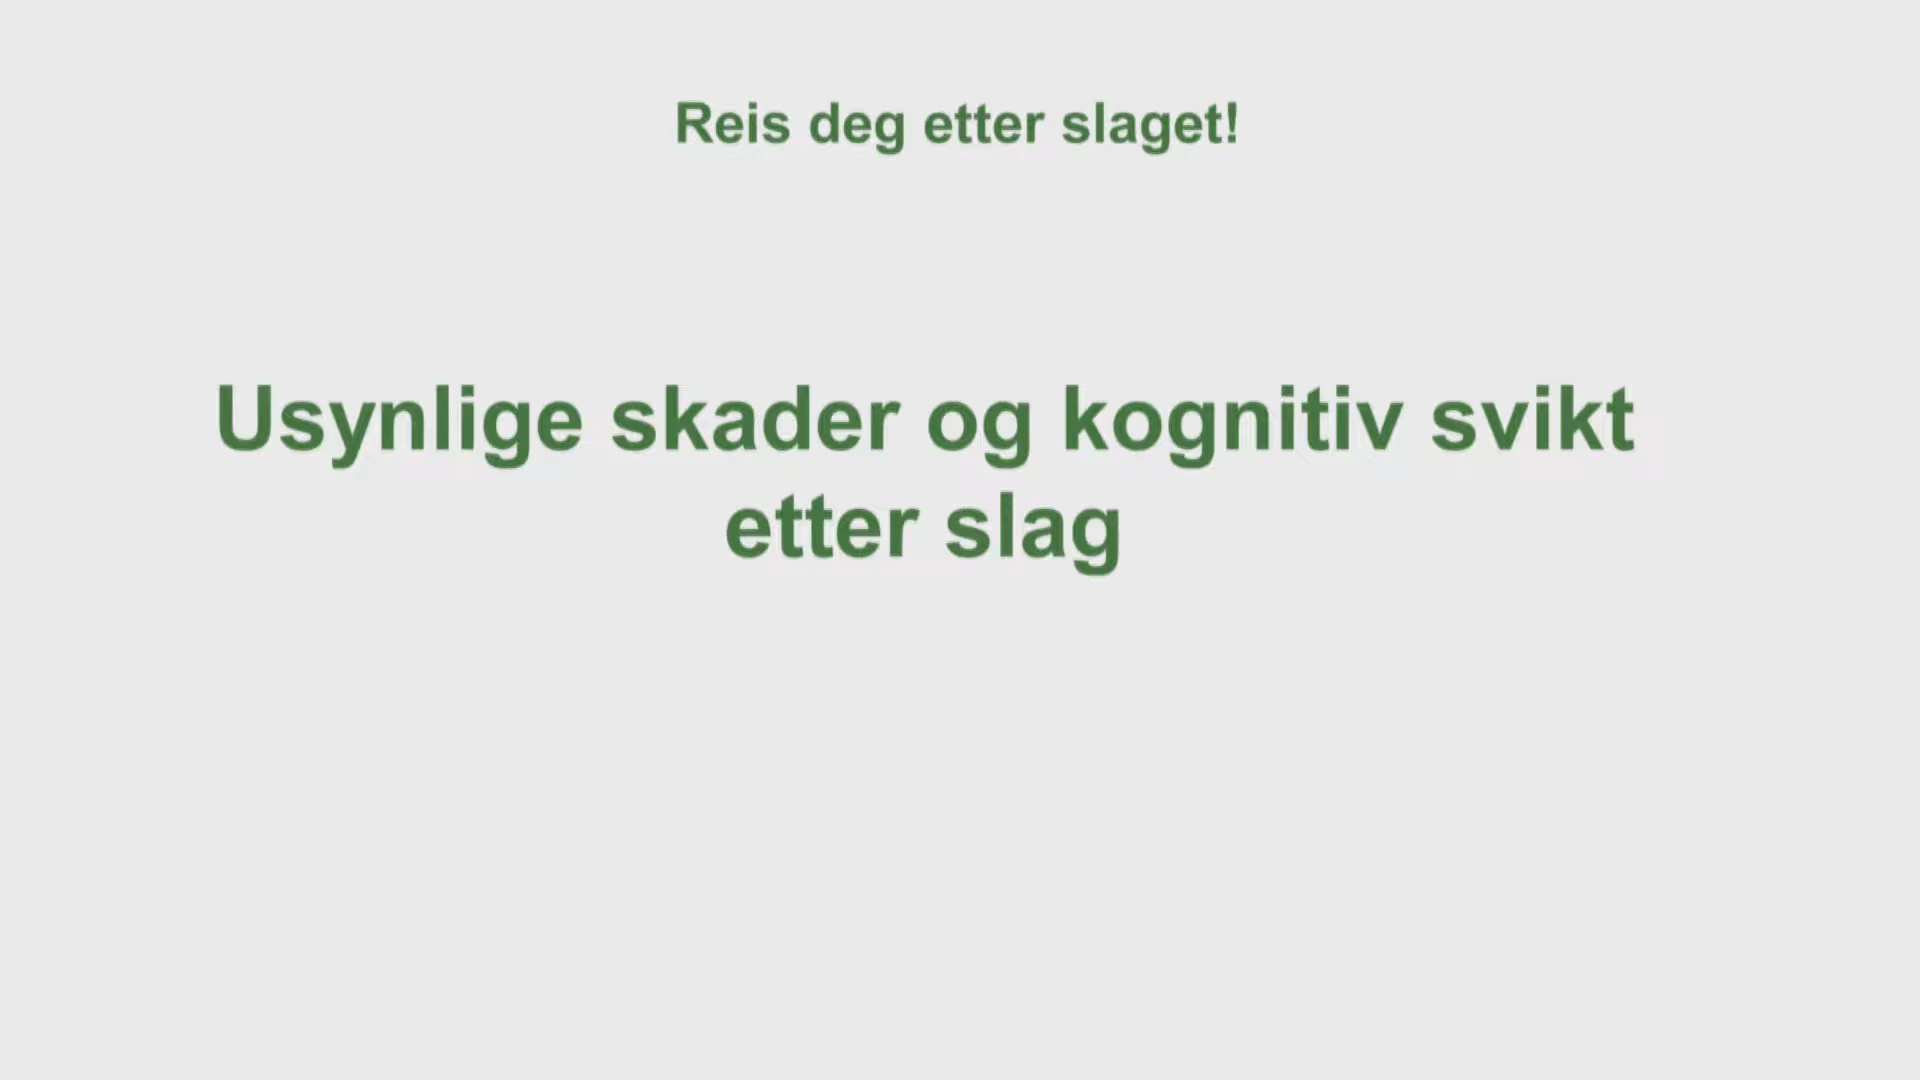 Reis deg etter slaget!
Usynlige skader og kognitiv svikt
etter slag